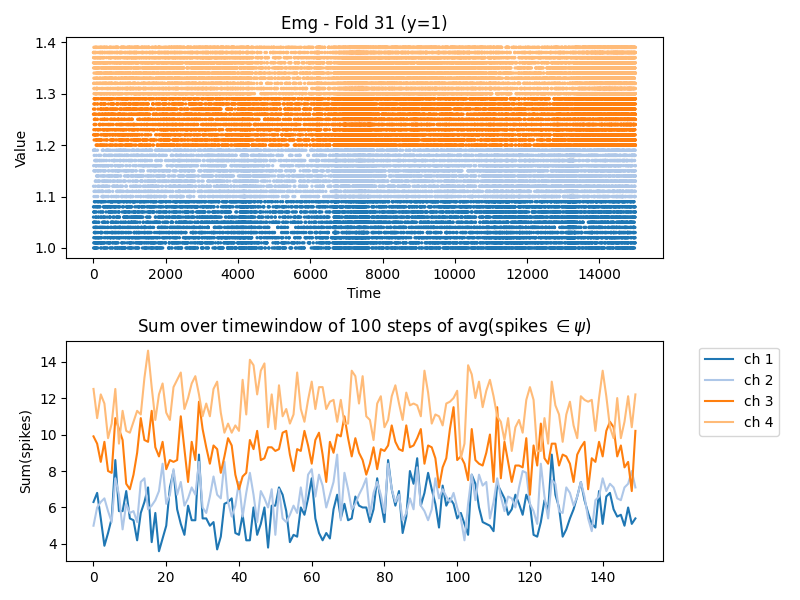 Emg - Fold 31 (y=1)
1.4
1.3
1.2
1.1
1.0
Value
0 2000 4000 6000 8000 10000 12000 14000
Time
Sum over timewindow of 100 steps of avg(spikes ∈ ψ)
14
12
10
8
6
4
Sum(spikes)
0 20 40 60 80 100 120 140
ch 1
ch 2
ch 3
ch 4